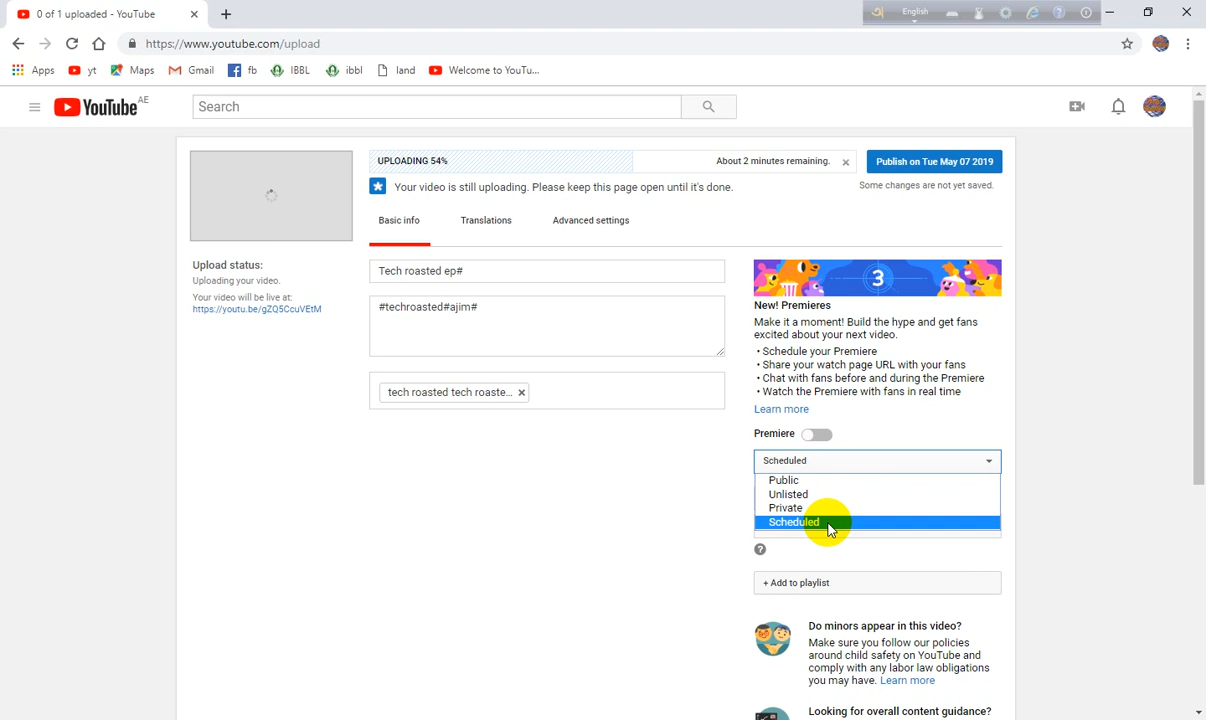 0 of 1 uploaded - YouTube
English
https://www.youtube.com/upload
Apps
yt
Maps
Gmail
fb
IBBL
ibbl
land
Welcome to YouTu...
YouTube AE
Search
UPLOADING 54%
About 2 minutes remaining.
Publish on Tue May 07 2019
Your video is still uploading. Please keep this page open until it's done.
Some changes are not yet saved.
Basic info
Translations
Advanced settings
Upload status:
Uploading your video.
Your video will be live at:
https://youtu.be/gZQ5CcuVEtM
Tech roasted ep#
#techroasted#ajim#
tech roasted tech roaste...
3
New! Premieres
Make it a moment! Build the hype and get fans
excited about your next video.
• Schedule your Premiere
• Share your watch page URL with your fans
• Chat with fans before and during the Premiere
• Watch the Premiere with fans in real time
Learn more
Premiere
Scheduled
Public
Unlisted
Private
Scheduled
+ Add to playlist
Do minors appear in this video?
Make sure you follow our policies
around child safety on YouTube and
comply with any labor law obligations
you may have. Learn more
Looking for overall content guidance?